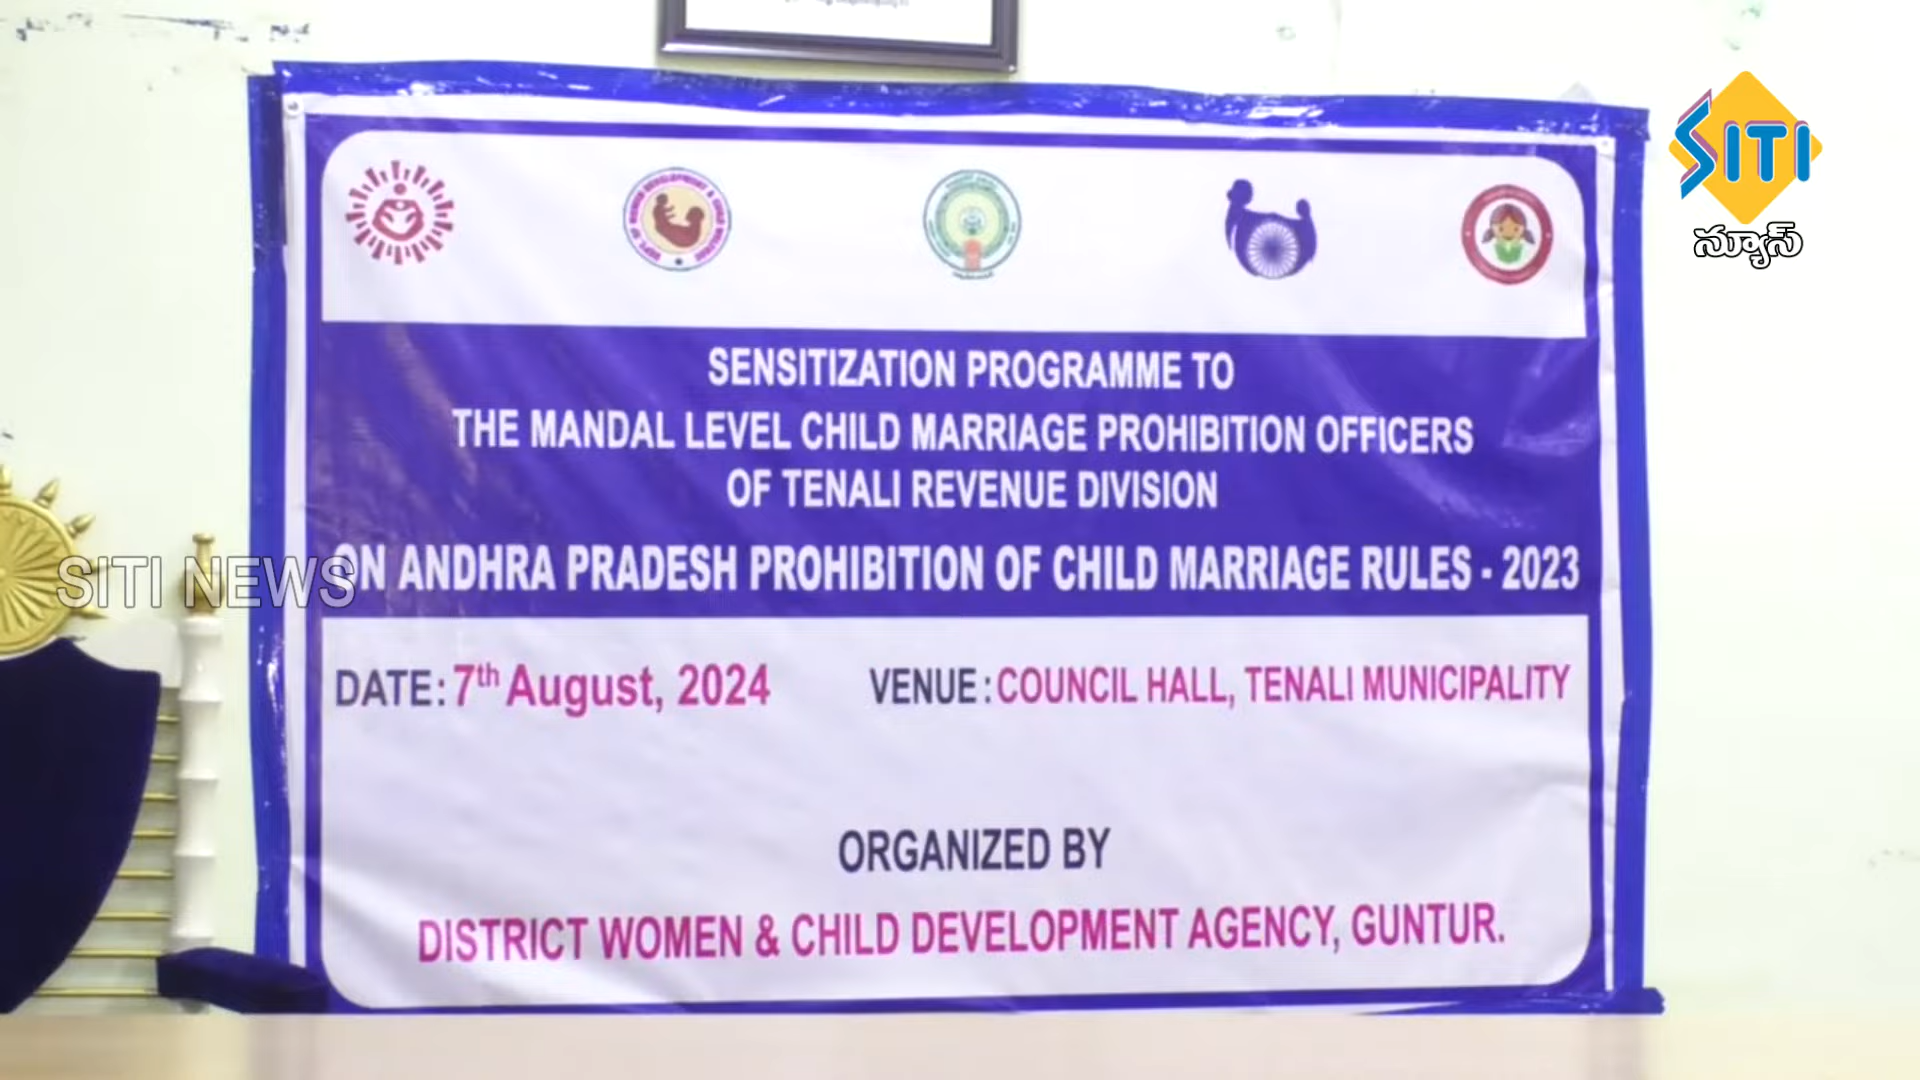 SITI
న్యూస్
SENSITIZATION PROGRAMME TO
THE MANDAL LEVEL CHILD MARRIAGE PROHIBITION OFFICERS
OF TENALI REVENUE DIVISION
ON ANDHRA PRADESH PROHIBITION OF CHILD MARRIAGE RULES - 2023
SITI NEWS
DATE: 7th August, 2024 VENUE: COUNCIL HALL, TENALI MUNICIPALITY
ORGANIZED BY
DISTRICT WOMEN & CHILD DEVELOPMENT AGENCY, GUNTUR.